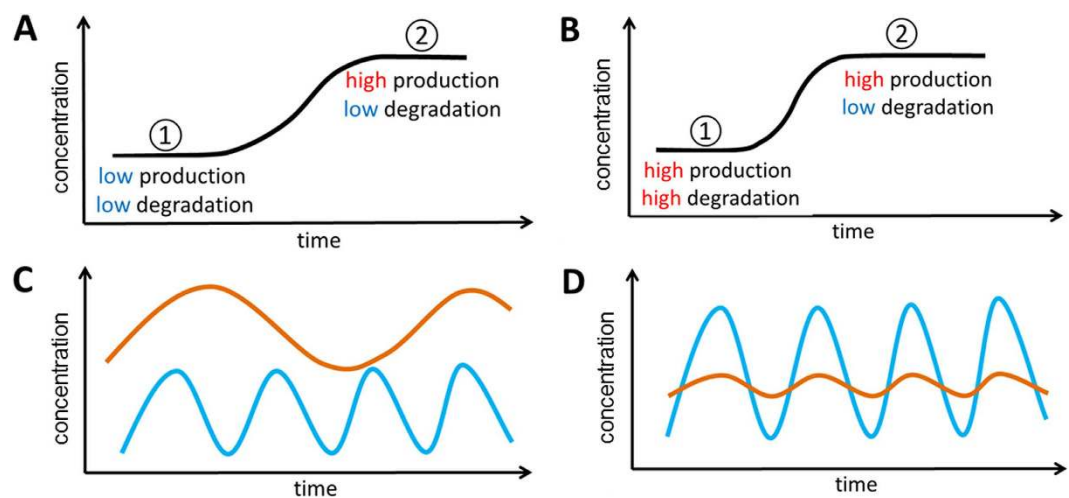 A
concentration
①
low production
low degradation
②
high production
low degradation
time
B
concentration
①
high production
high degradation
②
high production
low degradation
time
C
concentration
time
D
concentration
time